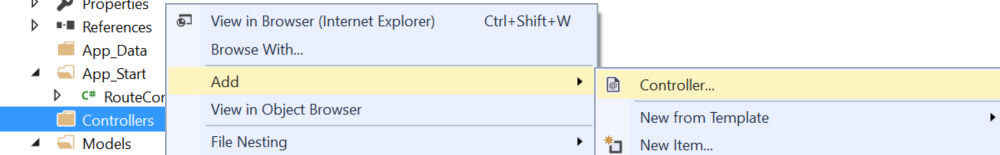 Properties
References
App_Data
App_Start
C# RouteCor
Controllers
Models
View in Browser (Internet Explorer) Ctrl+Shift+W
Browse With...
Add
View in Object Browser
File Nesting
Controller...
New from Template
New Item...